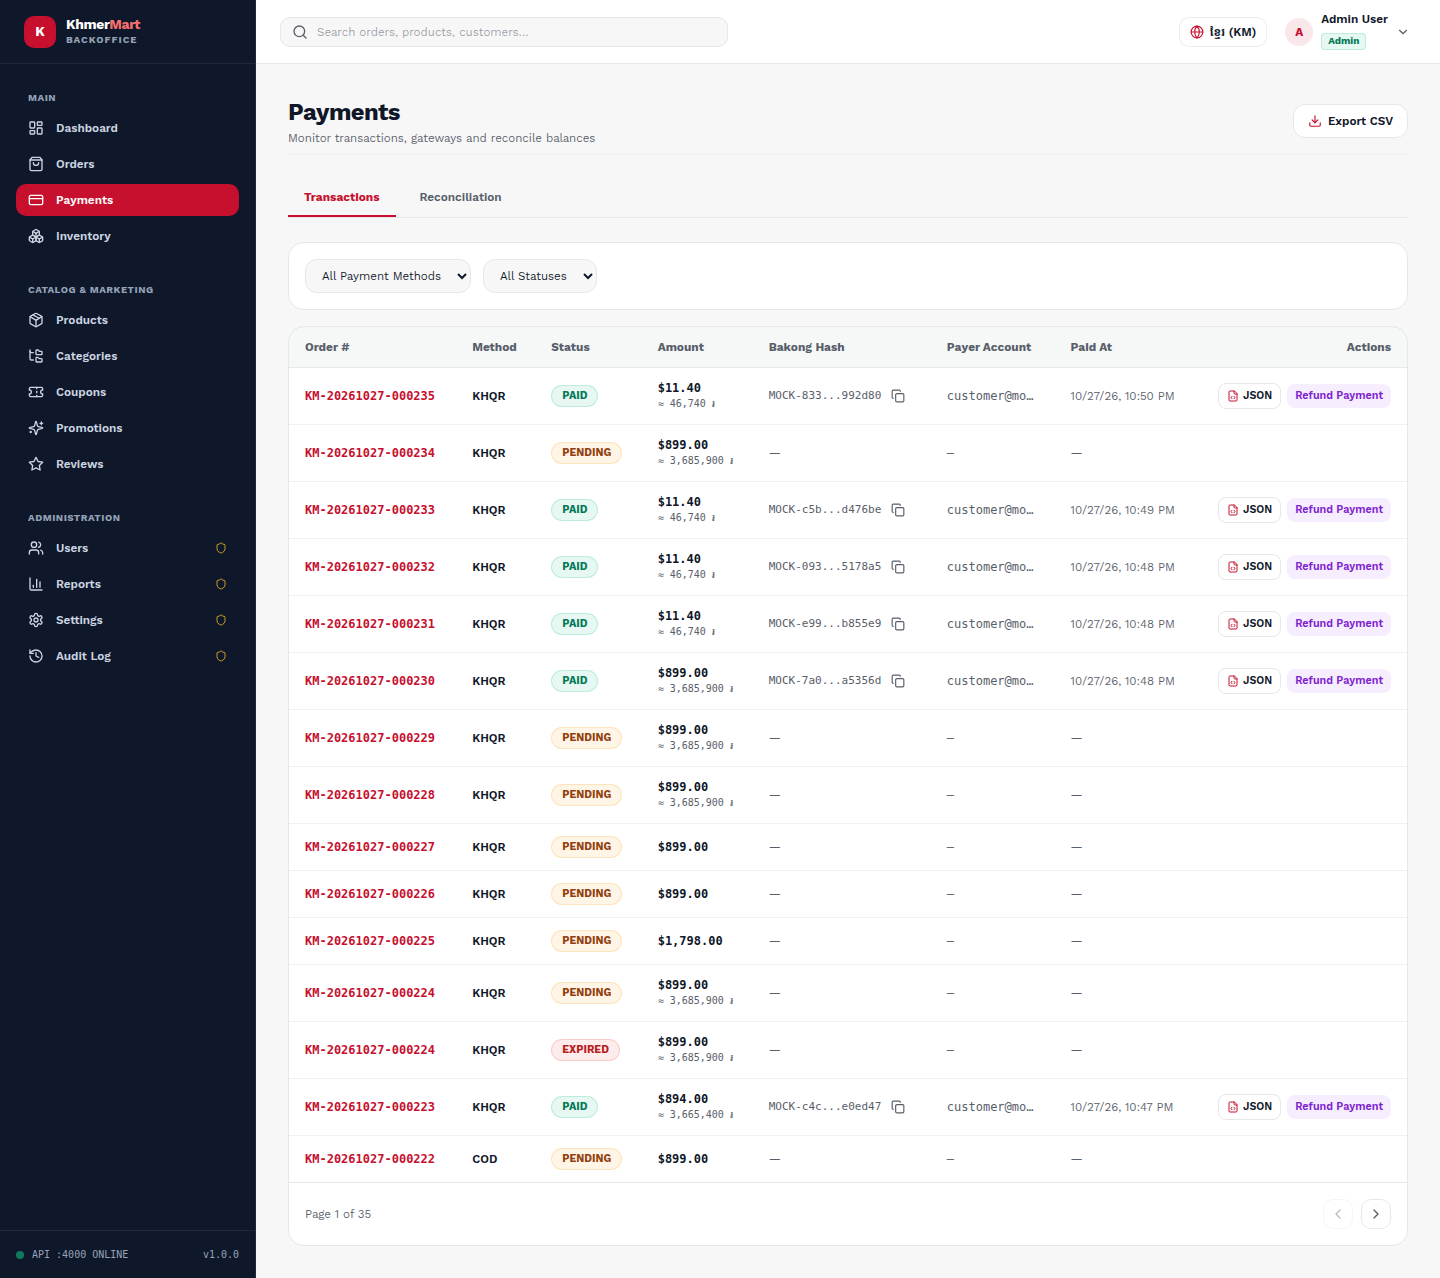 K
KhmerMart
BACKOFFICE
Search orders, products, customers...
ខ្មែរ (KM)
A
Admin User
Admin
MAIN
Dashboard
Orders
Payments
Inventory
CATALOG & MARKETING
Products
Categories
Coupons
Promotions
Reviews
ADMINISTRATION
Users
Reports
Settings
Audit Log
API :4000 ONLINE v1.0.0
Payments
Monitor transactions, gateways and reconcile balances
Export CSV
Transactions Reconciliation
All Payment Methods All Statuses
Order # Method Status Amount Bakong Hash Payer Account Paid At Actions
KM-20261027-000235 KHQR PAID $11.40 MOCK-833...992d80 customer@mo… 10/27/26, 10:50 PM JSON Refund Payment
≈ 46,740 ៛
KM-20261027-000234 KHQR PENDING $899.00 — — —
≈ 3,685,900 ៛
KM-20261027-000233 KHQR PAID $11.40 MOCK-c5b...d476be customer@mo… 10/27/26, 10:49 PM JSON Refund Payment
≈ 46,740 ៛
KM-20261027-000232 KHQR PAID $11.40 MOCK-093...5178a5 customer@mo… 10/27/26, 10:48 PM JSON Refund Payment
≈ 46,740 ៛
KM-20261027-000231 KHQR PAID $11.40 MOCK-e99...b855e9 customer@mo… 10/27/26, 10:48 PM JSON Refund Payment
≈ 46,740 ៛
KM-20261027-000230 KHQR PAID $899.00 MOCK-7a0...a5356d customer@mo… 10/27/26, 10:48 PM JSON Refund Payment
≈ 3,685,900 ៛
KM-20261027-000229 KHQR PENDING $899.00 — — —
≈ 3,685,900 ៛
KM-20261027-000228 KHQR PENDING $899.00 — — —
≈ 3,685,900 ៛
KM-20261027-000227 KHQR PENDING $899.00 — — —
KM-20261027-000226 KHQR PENDING $899.00 — — —
KM-20261027-000225 KHQR PENDING $1,798.00 — — —
KM-20261027-000224 KHQR PENDING $899.00 — — —
≈ 3,685,900 ៛
KM-20261027-000224 KHQR EXPIRED $899.00 — — —
≈ 3,685,900 ៛
KM-20261027-000223 KHQR PAID $894.00 MOCK-c4c...e0ed47 customer@mo… 10/27/26, 10:47 PM JSON Refund Payment
≈ 3,665,400 ៛
KM-20261027-000222 COD PENDING $899.00 — — —
Page 1 of 35